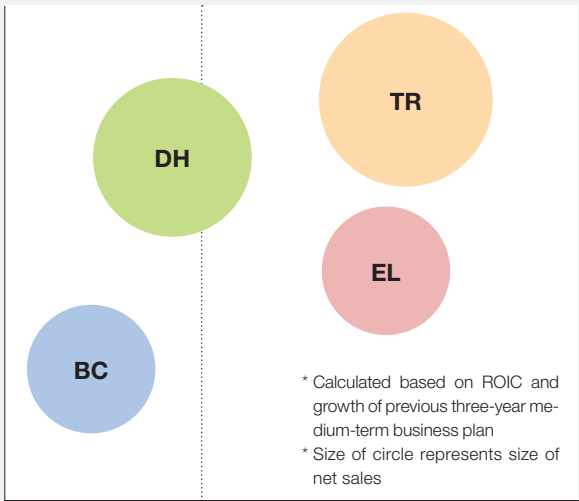 TR
DH
EL
BC
* Calculated based on ROIC and
growth of previous three-year me-
dium-term business plan
* Size of circle represents size of
net sales